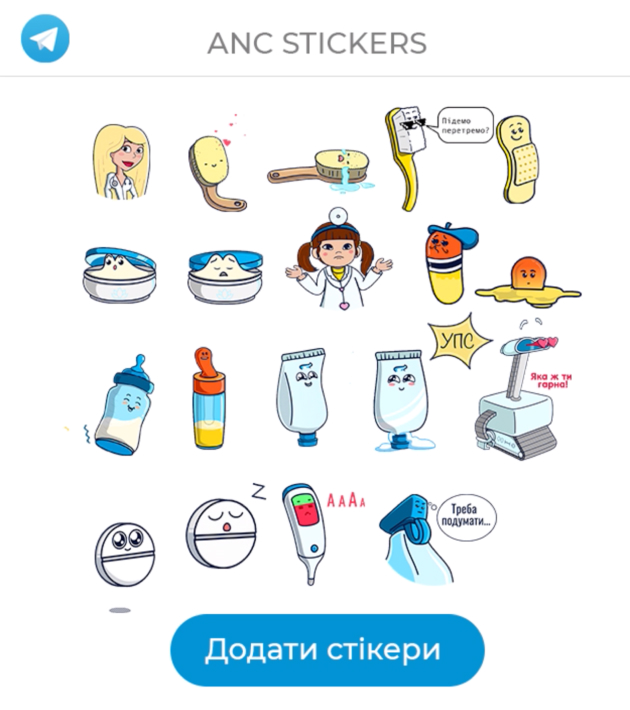 ANC STICKERS
Підемо
перетремо?
УПС
Яка ж ти
гарна!
Z
A A A A
Треба
подумати...
Додати стікери